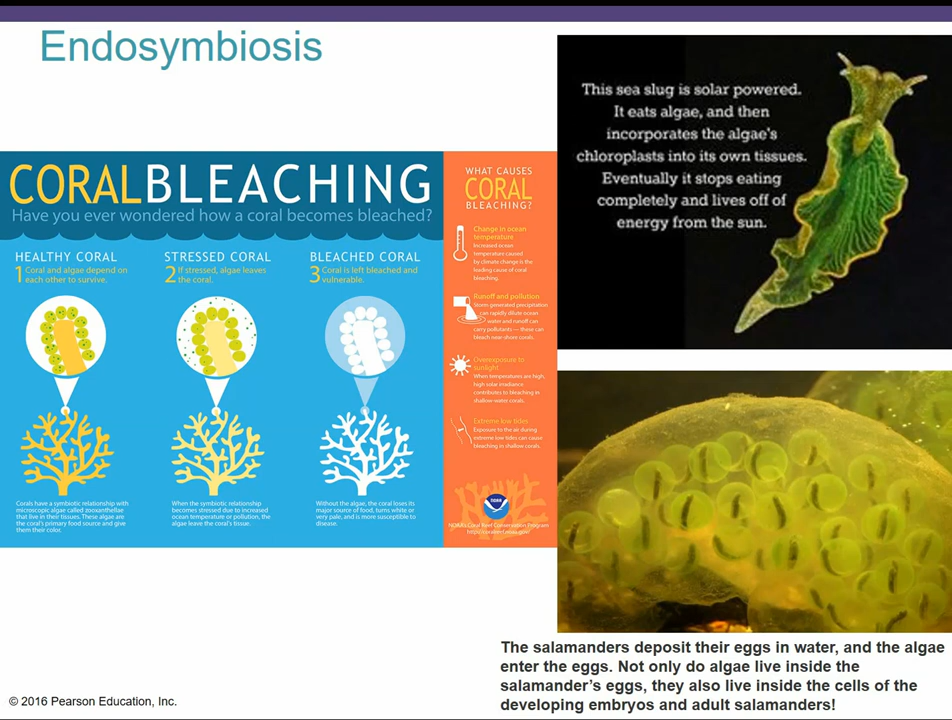 Endosymbiosis
CORALBLEACHING
Have you ever wondered how a coral becomes bleached?
HEALTHY CORAL
1 Coral and algae depend on
each other to survive.
Corals have a symbiotic relationship with
microscopic algae called zooxanthellae
that live in their tissues. These algae are
the coral's primary food source and give
them their color.
STRESSED CORAL
2 If stressed, algae leaves
the coral.
When the symbiotic relationship
becomes stressed due to increased
ocean temperature or pollution, the
algae leave the coral's tissue.
BLEACHED CORAL
3 Coral is left bleached and
vulnerable.
Without the algae, the coral loses its
major source of food, turns white or
very pale, and is more susceptible to
disease.
WHAT CAUSES
CORAL
BLEACHING?
Change in ocean
temperature
Increased ocean
temperature caused
by climate change is the
leading cause of coral
bleaching.
Runoff and pollution
Storm generated precipitation
can rapidly dilute ocean
water and runoff can
carry pollutants — these can
bleach near-shore corals.
Overexposure to
sunlight
When temperatures are high,
high solar irradiance
contributes to bleaching in
shallow-water corals.
Extreme low tides
Exposure to the air during
extreme low tides can cause
bleaching in shallow corals.
NOAA
NOAA's Coral Reef Conservation Program
This sea slug is solar powered.
It eats algae, and then
incorporates the algae's
chloroplasts into its own tissues.
Eventually it stops eating
completely and lives off of
energy from the sun.
The salamanders deposit their eggs in water, and the algae
enter the eggs. Not only do algae live inside the
salamander's eggs, they also live inside the cells of the
developing embryos and adult salamanders!
© 2016 Pearson Education, Inc.